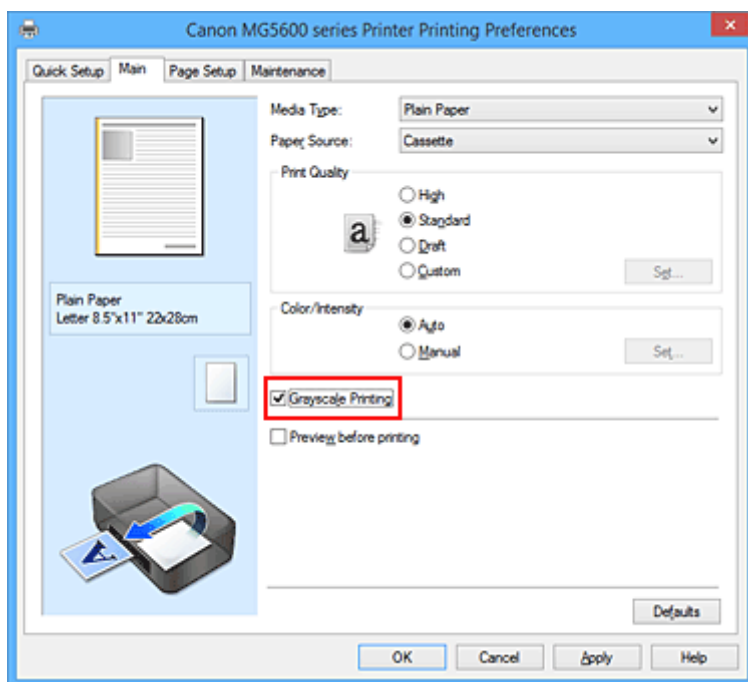 Canon MG5600 series Printer Printing Preferences
Quick Setup Main Page Setup Maintenance
Media Type: Plain Paper
Paper Source: Cassette
Print Quality
High
a Standard
Draft
Custom Set...
Plain Paper
Letter 8.5"x11" 22x28cm
Color/Intensity
Auto
Manual Set...
Grayscale Printing
Preview before printing
A
Defaults
OK Cancel Apply Help